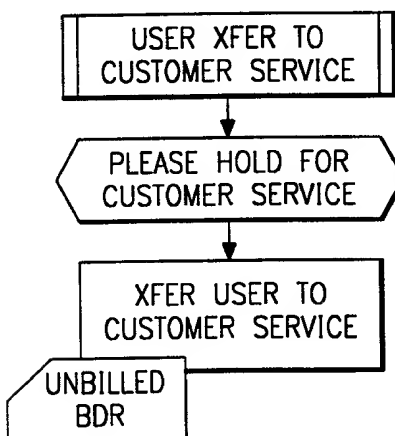 USER XFER TO
CUSTOMER SERVICE
PLEASE HOLD FOR
CUSTOMER SERVICE
XFER USER TO
CUSTOMER SERVICE
UNBILLED
BDR